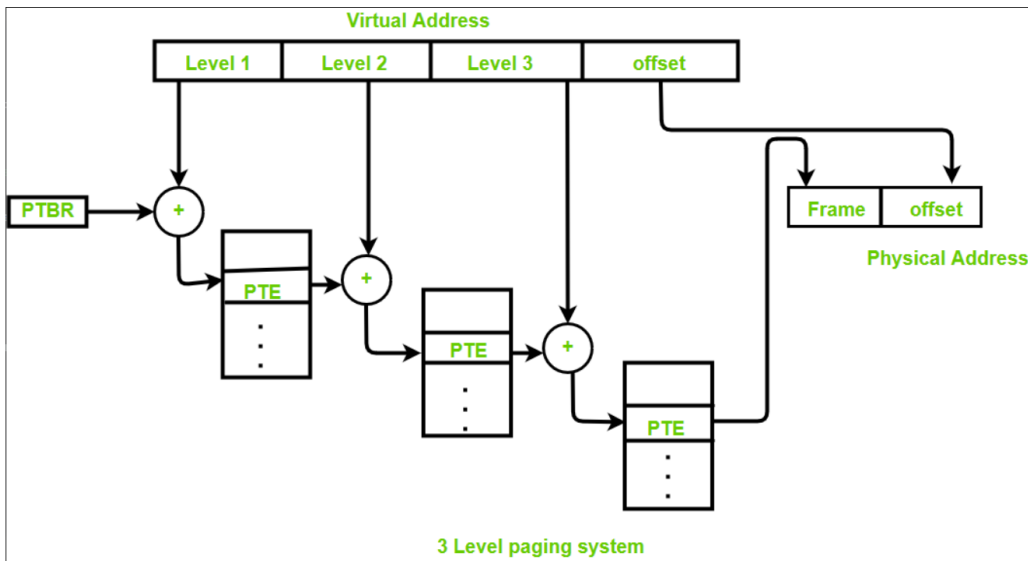 Virtual Address
Level 1 Level 2 Level 3 offset
PTBR + Frame offset
Physical Address
+
PTE
+
PTE
PTE
3 Level paging system